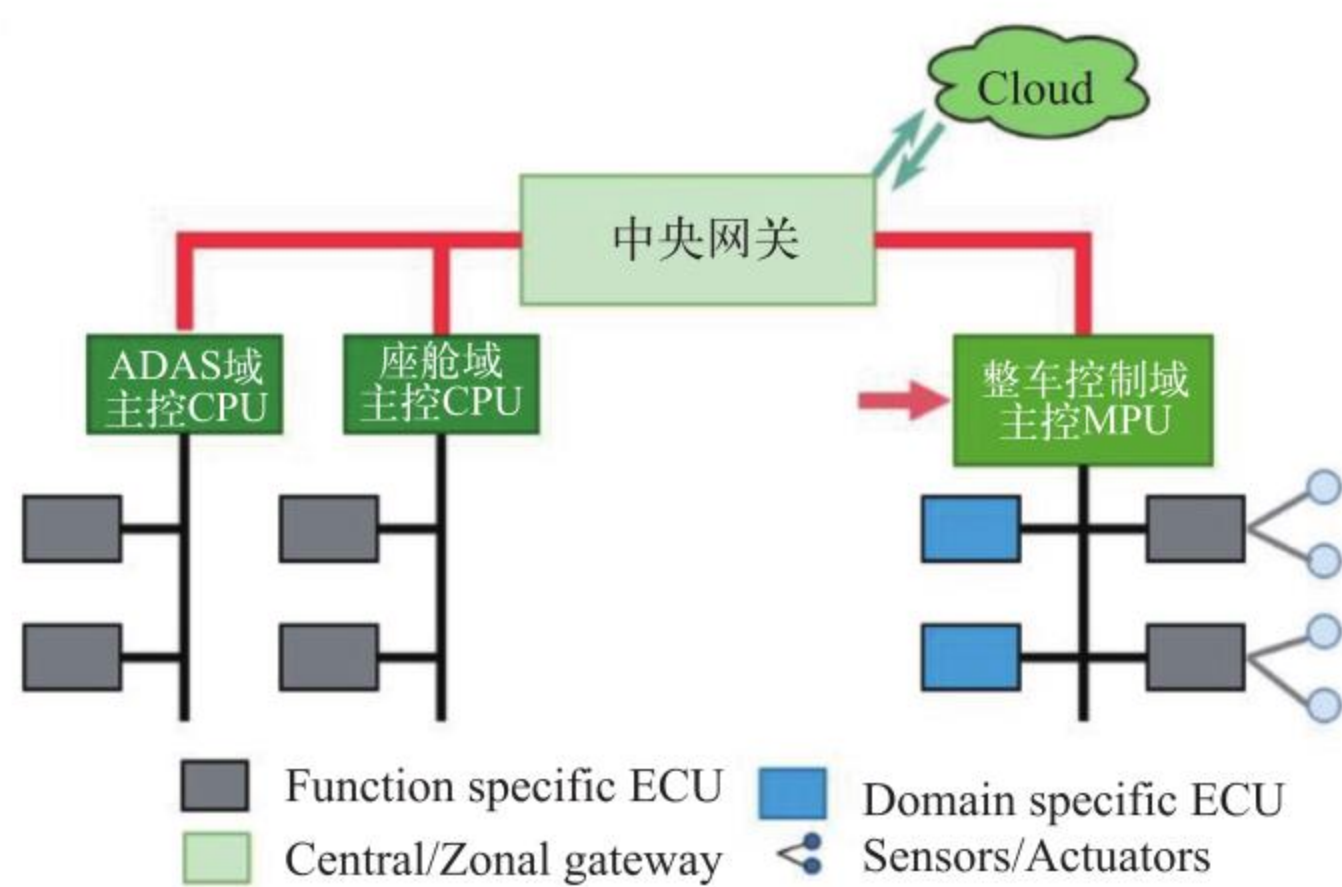 Cloud
中央网关
ADAS域
主控CPU
座舱域
主控CPU
整车控制域
主控MPU
Function specific ECU
Domain specific ECU
Central/Zonal gateway
Sensors/Actuators